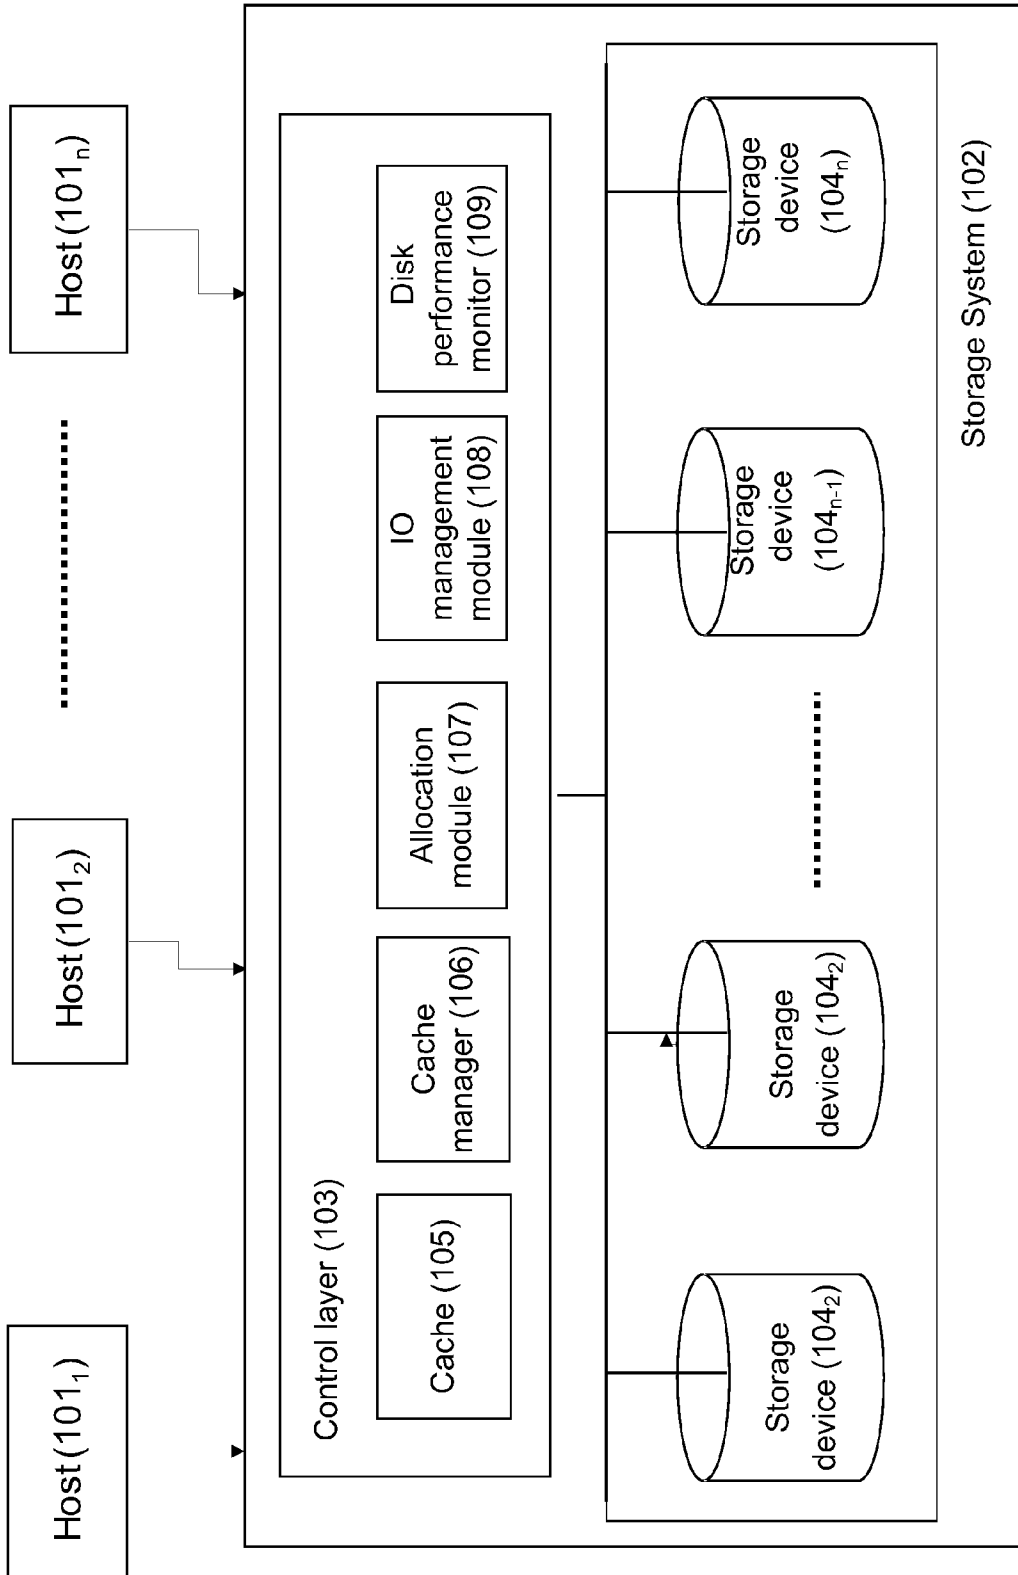 Host (101₁)
Host (101₂)
Host (101ₙ)
Control layer (103)
Cache (105)
Cache
manager (106)
Allocation
module (107)
IO
management
module (108)
Disk
performance
monitor (109)
Storage
device (104₂)
Storage
device (104₂)
Storage
device
(104ₙ₋₁)
Storage
device
(104ₙ)
Storage System (102)